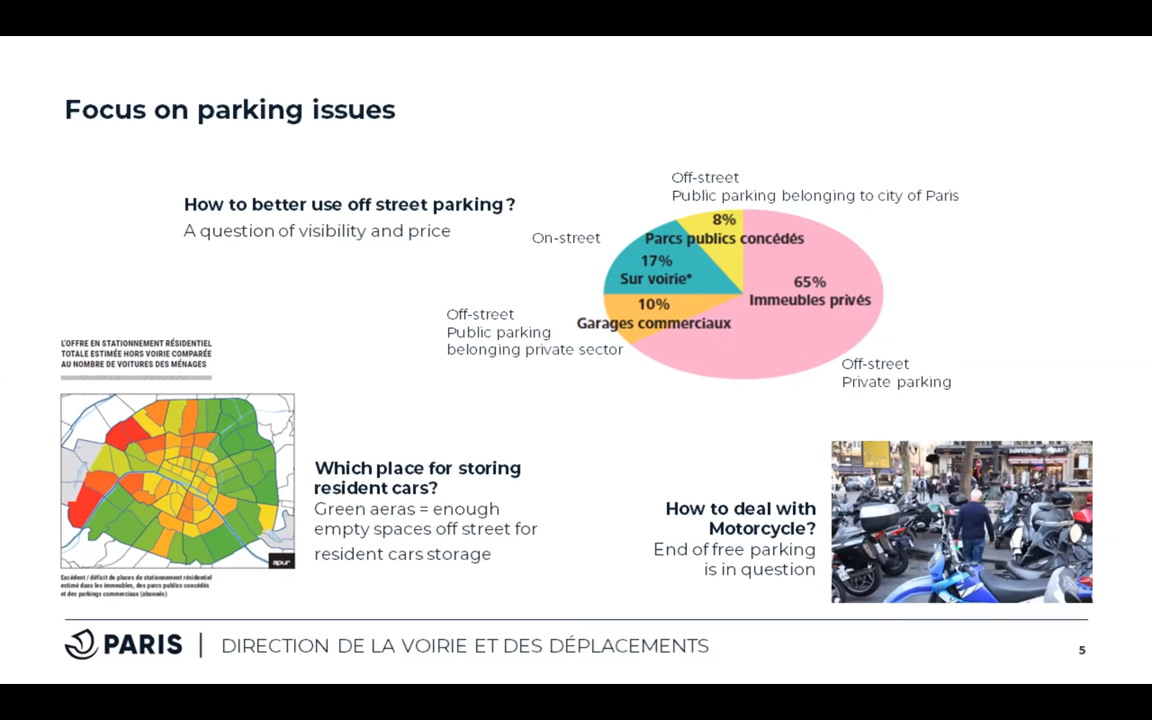 Focus on parking issues
How to better use off street parking ?
A question of visibility and price
Off-street
Public parking belonging to city of Paris
On-street
8%
Parcs publics concédés
17%
Sur voirie*
65%
Immeubles privés
10%
Garages commerciaux
Off-street
Public parking
belonging private sector
Off-street
Private parking
L'OFFRE EN STATIONNEMENT RÉSIDENTIEL
TOTALE ESTIMÉE HORS VOIRIE COMPARÉE
AU NOMBRE DE VOITURES DES MÉNAGES
apur
Excédent / déficit de places de stationnement résidentiel
estimé dans les immeubles, des parcs publics concédés
et des parkings commerciaux (abonnés)
Which place for storing
resident cars?
Green aeras = enough
empty spaces off street for
resident cars storage
How to deal with
Motorcycle?
End of free parking
is in question
PARIS | DIRECTION DE LA VOIRIE ET DES DÉPLACEMENTS
5